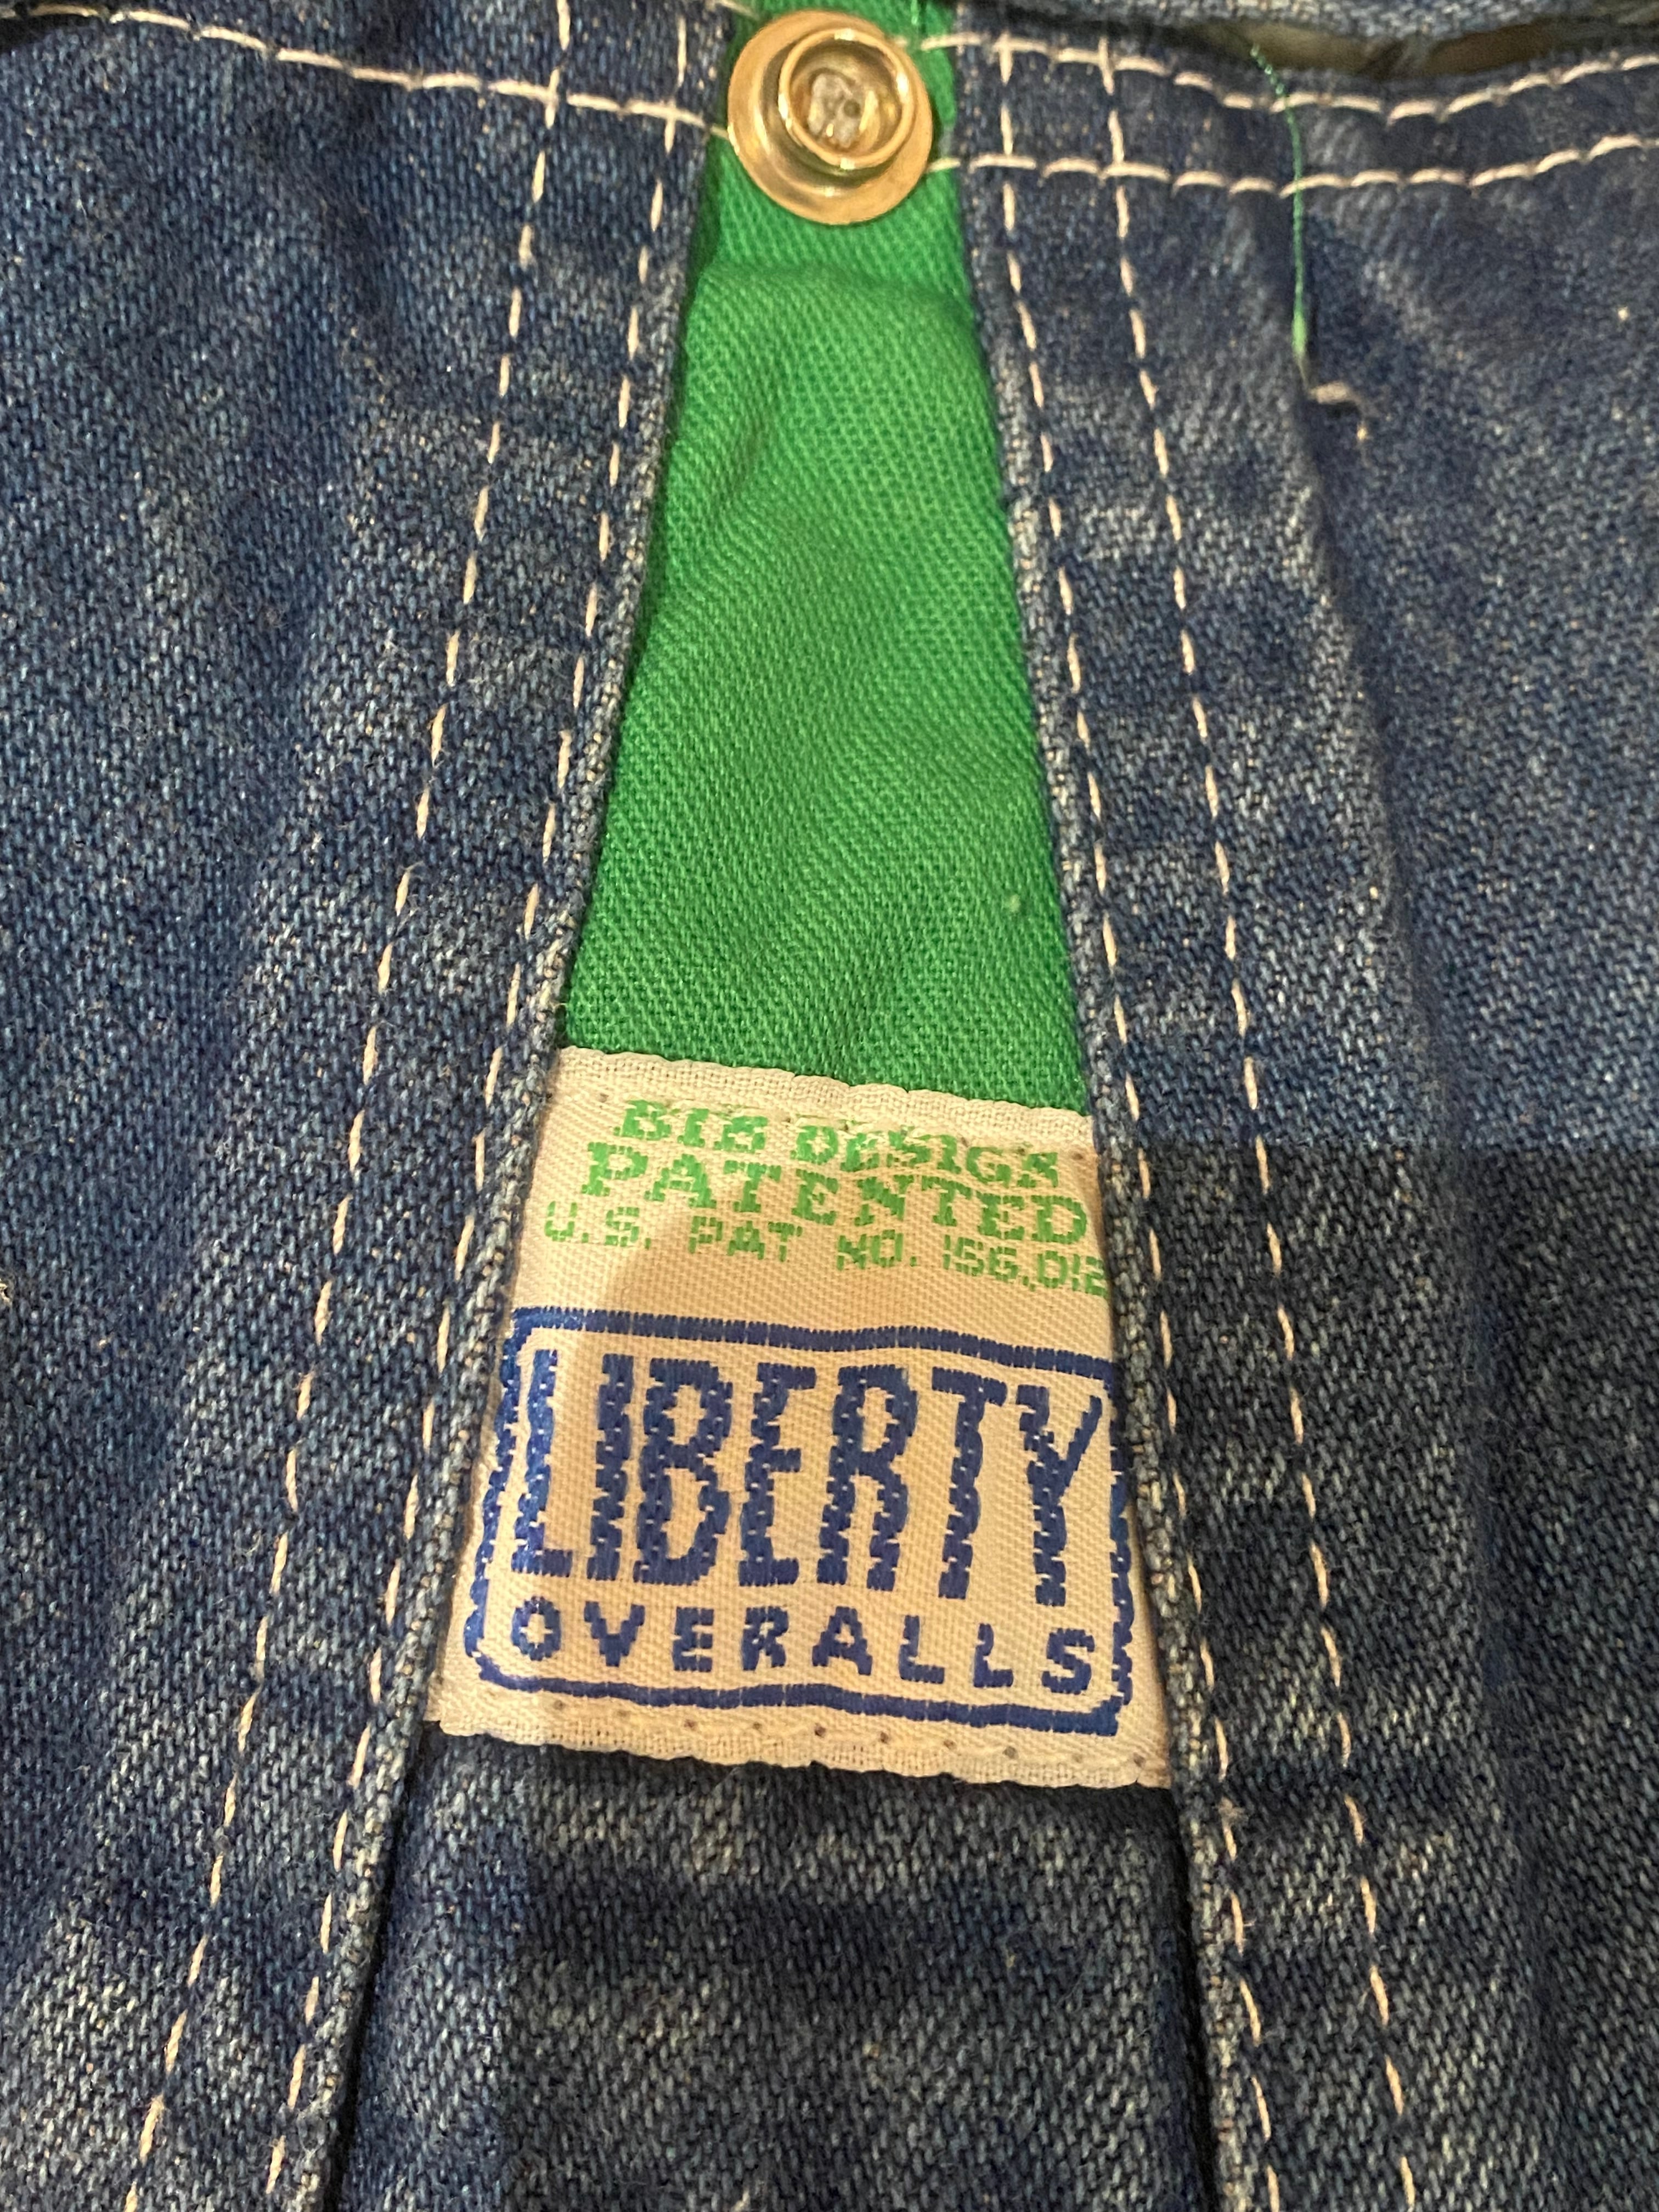 BIB DESIGN
PATENTED
U.S. PAT NO. 156,012
LIBERTY
OVERALLS